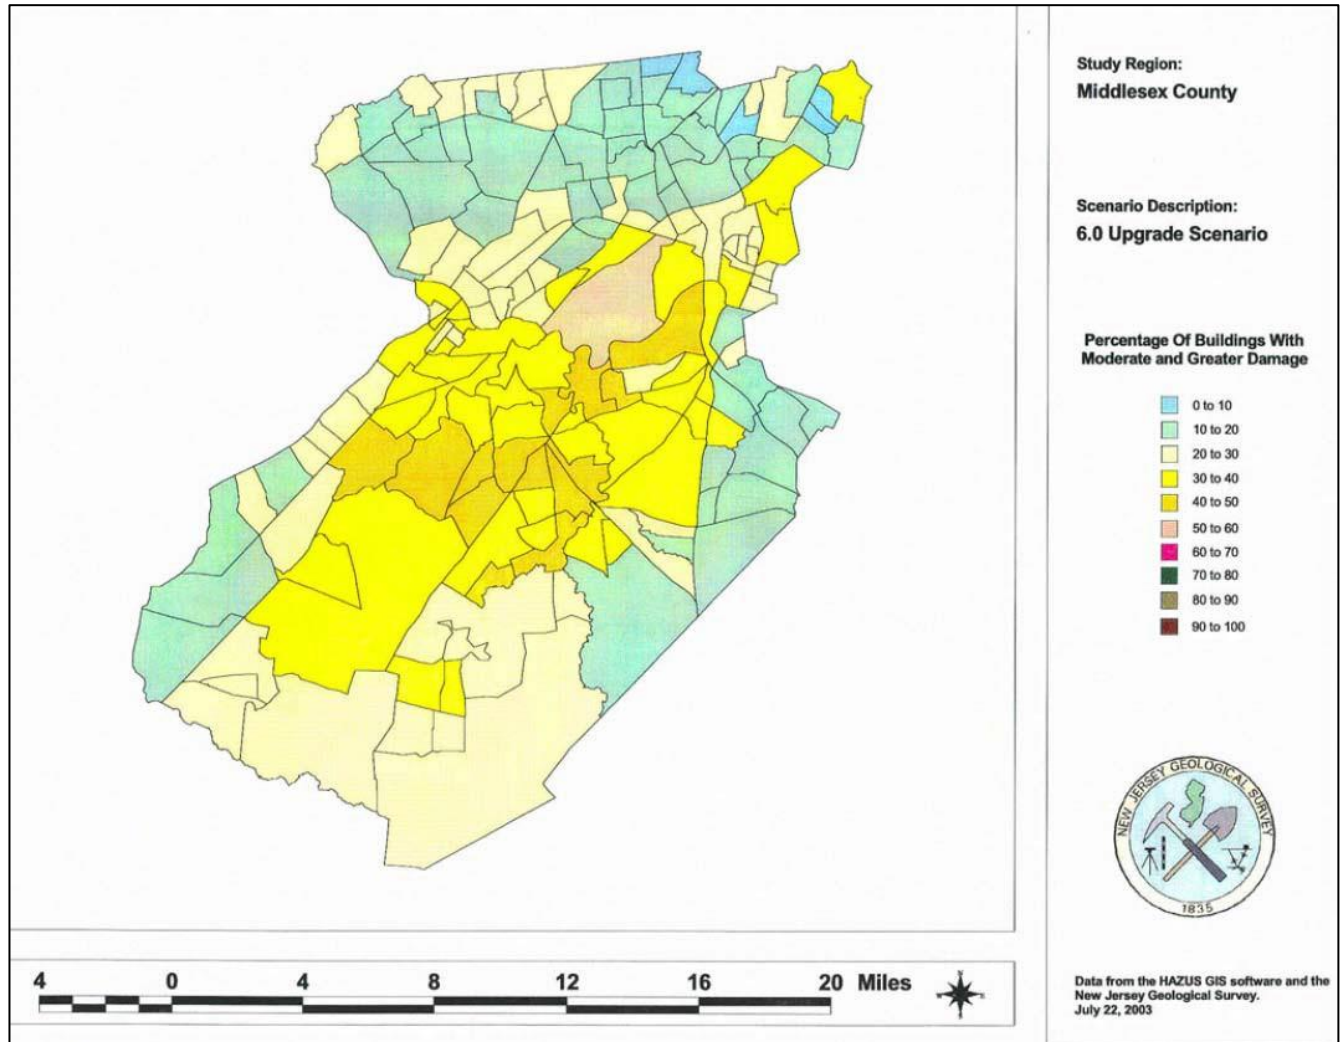 Study Region:
Middlesex County
Scenario Description:
6.0 Upgrade Scenario
Percentage Of Buildings With
Moderate and Greater Damage
0 to 10
10 to 20
20 to 30
30 to 40
40 to 50
50 to 60
60 to 70
70 to 80
80 to 90
90 to 100
NEW JERSEY GEOLOGICAL SURVEY
1835
4 0 4 8 12 16 20 Miles
Data from the HAZUS GIS software and the
New Jersey Geological Survey.
July 22, 2003